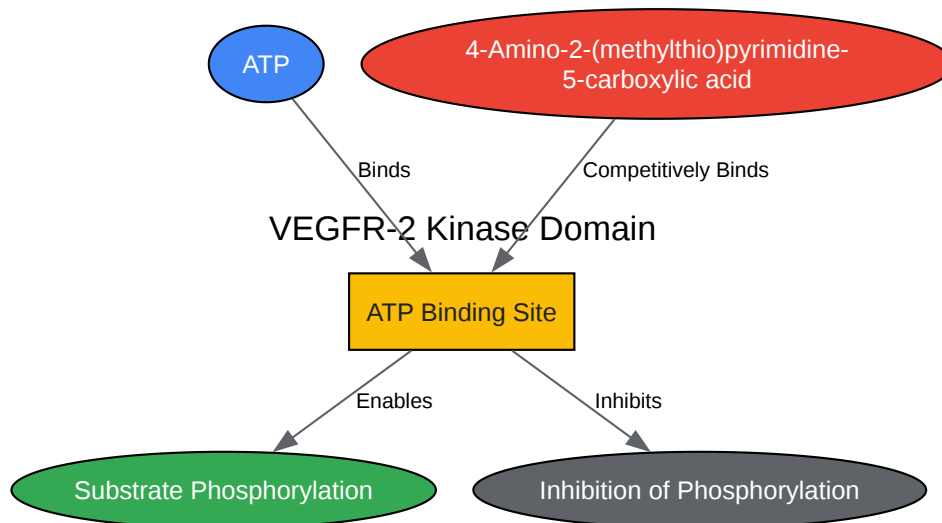 ATP
4-Amino-2-(methylthio)pyrimidine-
5-carboxylic acid
Binds
Competitively Binds
VEGFR-2 Kinase Domain
ATP Binding Site
Enables
Inhibits
Substrate Phosphorylation
Inhibition of Phosphorylation